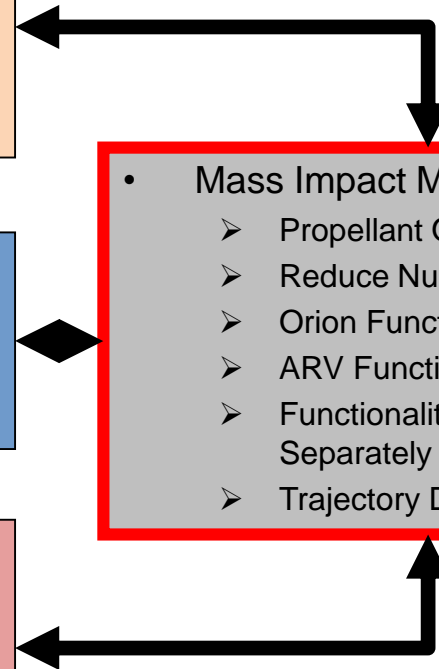 • Mass Impact M
➢ Propellant
➢ Reduce Nu
➢ Orion Funct
➢ ARV Functi
➢ Functionalit
Separately
➢ Trajectory D